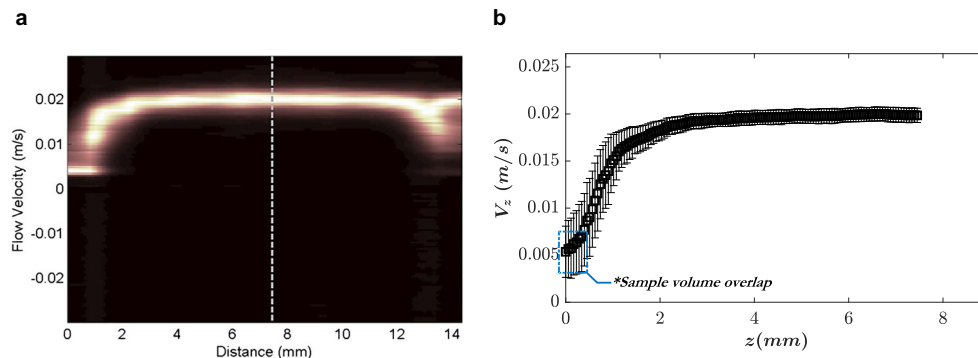 a
b
Flow Velocity (m/s)
0.02
0.01
0
-0.01
-0.02
0 2 4 6 8 10 12 14
Distance (mm)
V_z (m/s)
0.025
0.02
0.015
0.01
0.005
0
*Sample volume overlap
0 2 4 6 8
z(mm)